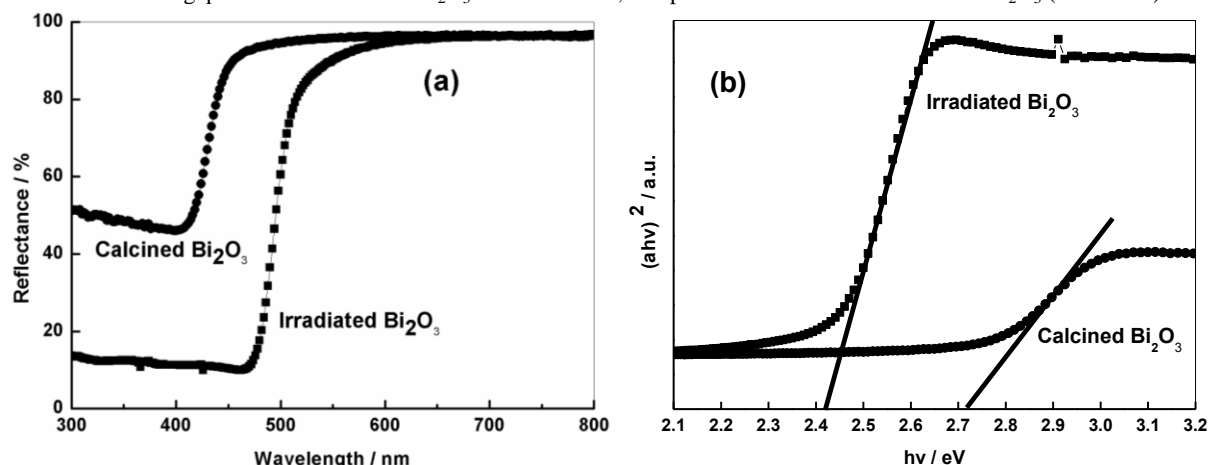 100
80
60
40
20
0
Reflectance / %
(a)
Calcined Bi₂O₃
Irradiated Bi₂O₃
300 400 500 600 700 800
Wavelength / nm
(ahv)² / a.u.
(b)
Irradiated Bi₂O₃
Calcined Bi₂O₃
2.1 2.2 2.3 2.4 2.5 2.6 2.7 2.8 2.9 3.0 3.1 3.2
hv / eV